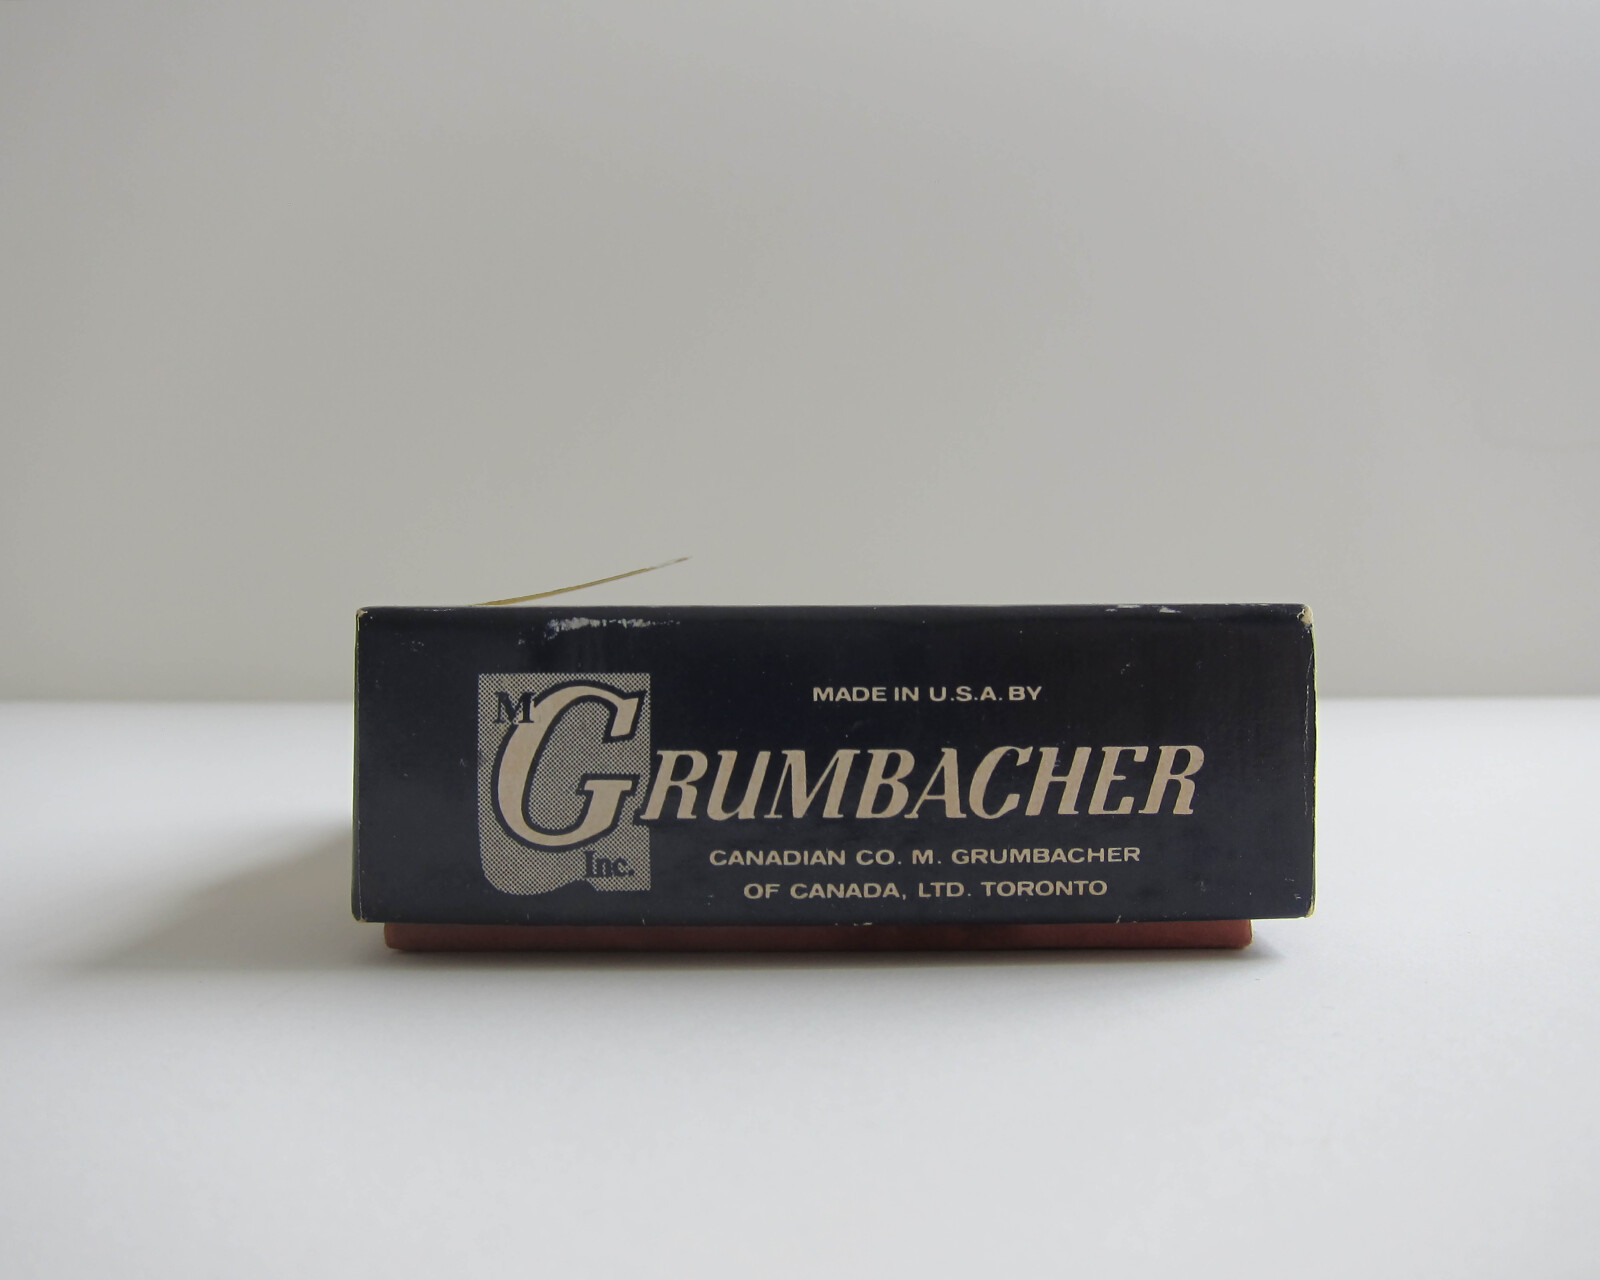 MADE IN U.S.A. BY
M GRUMBACHER
Inc.
CANADIAN CO. M. GRUMBACHER
OF CANADA, LTD. TORONTO